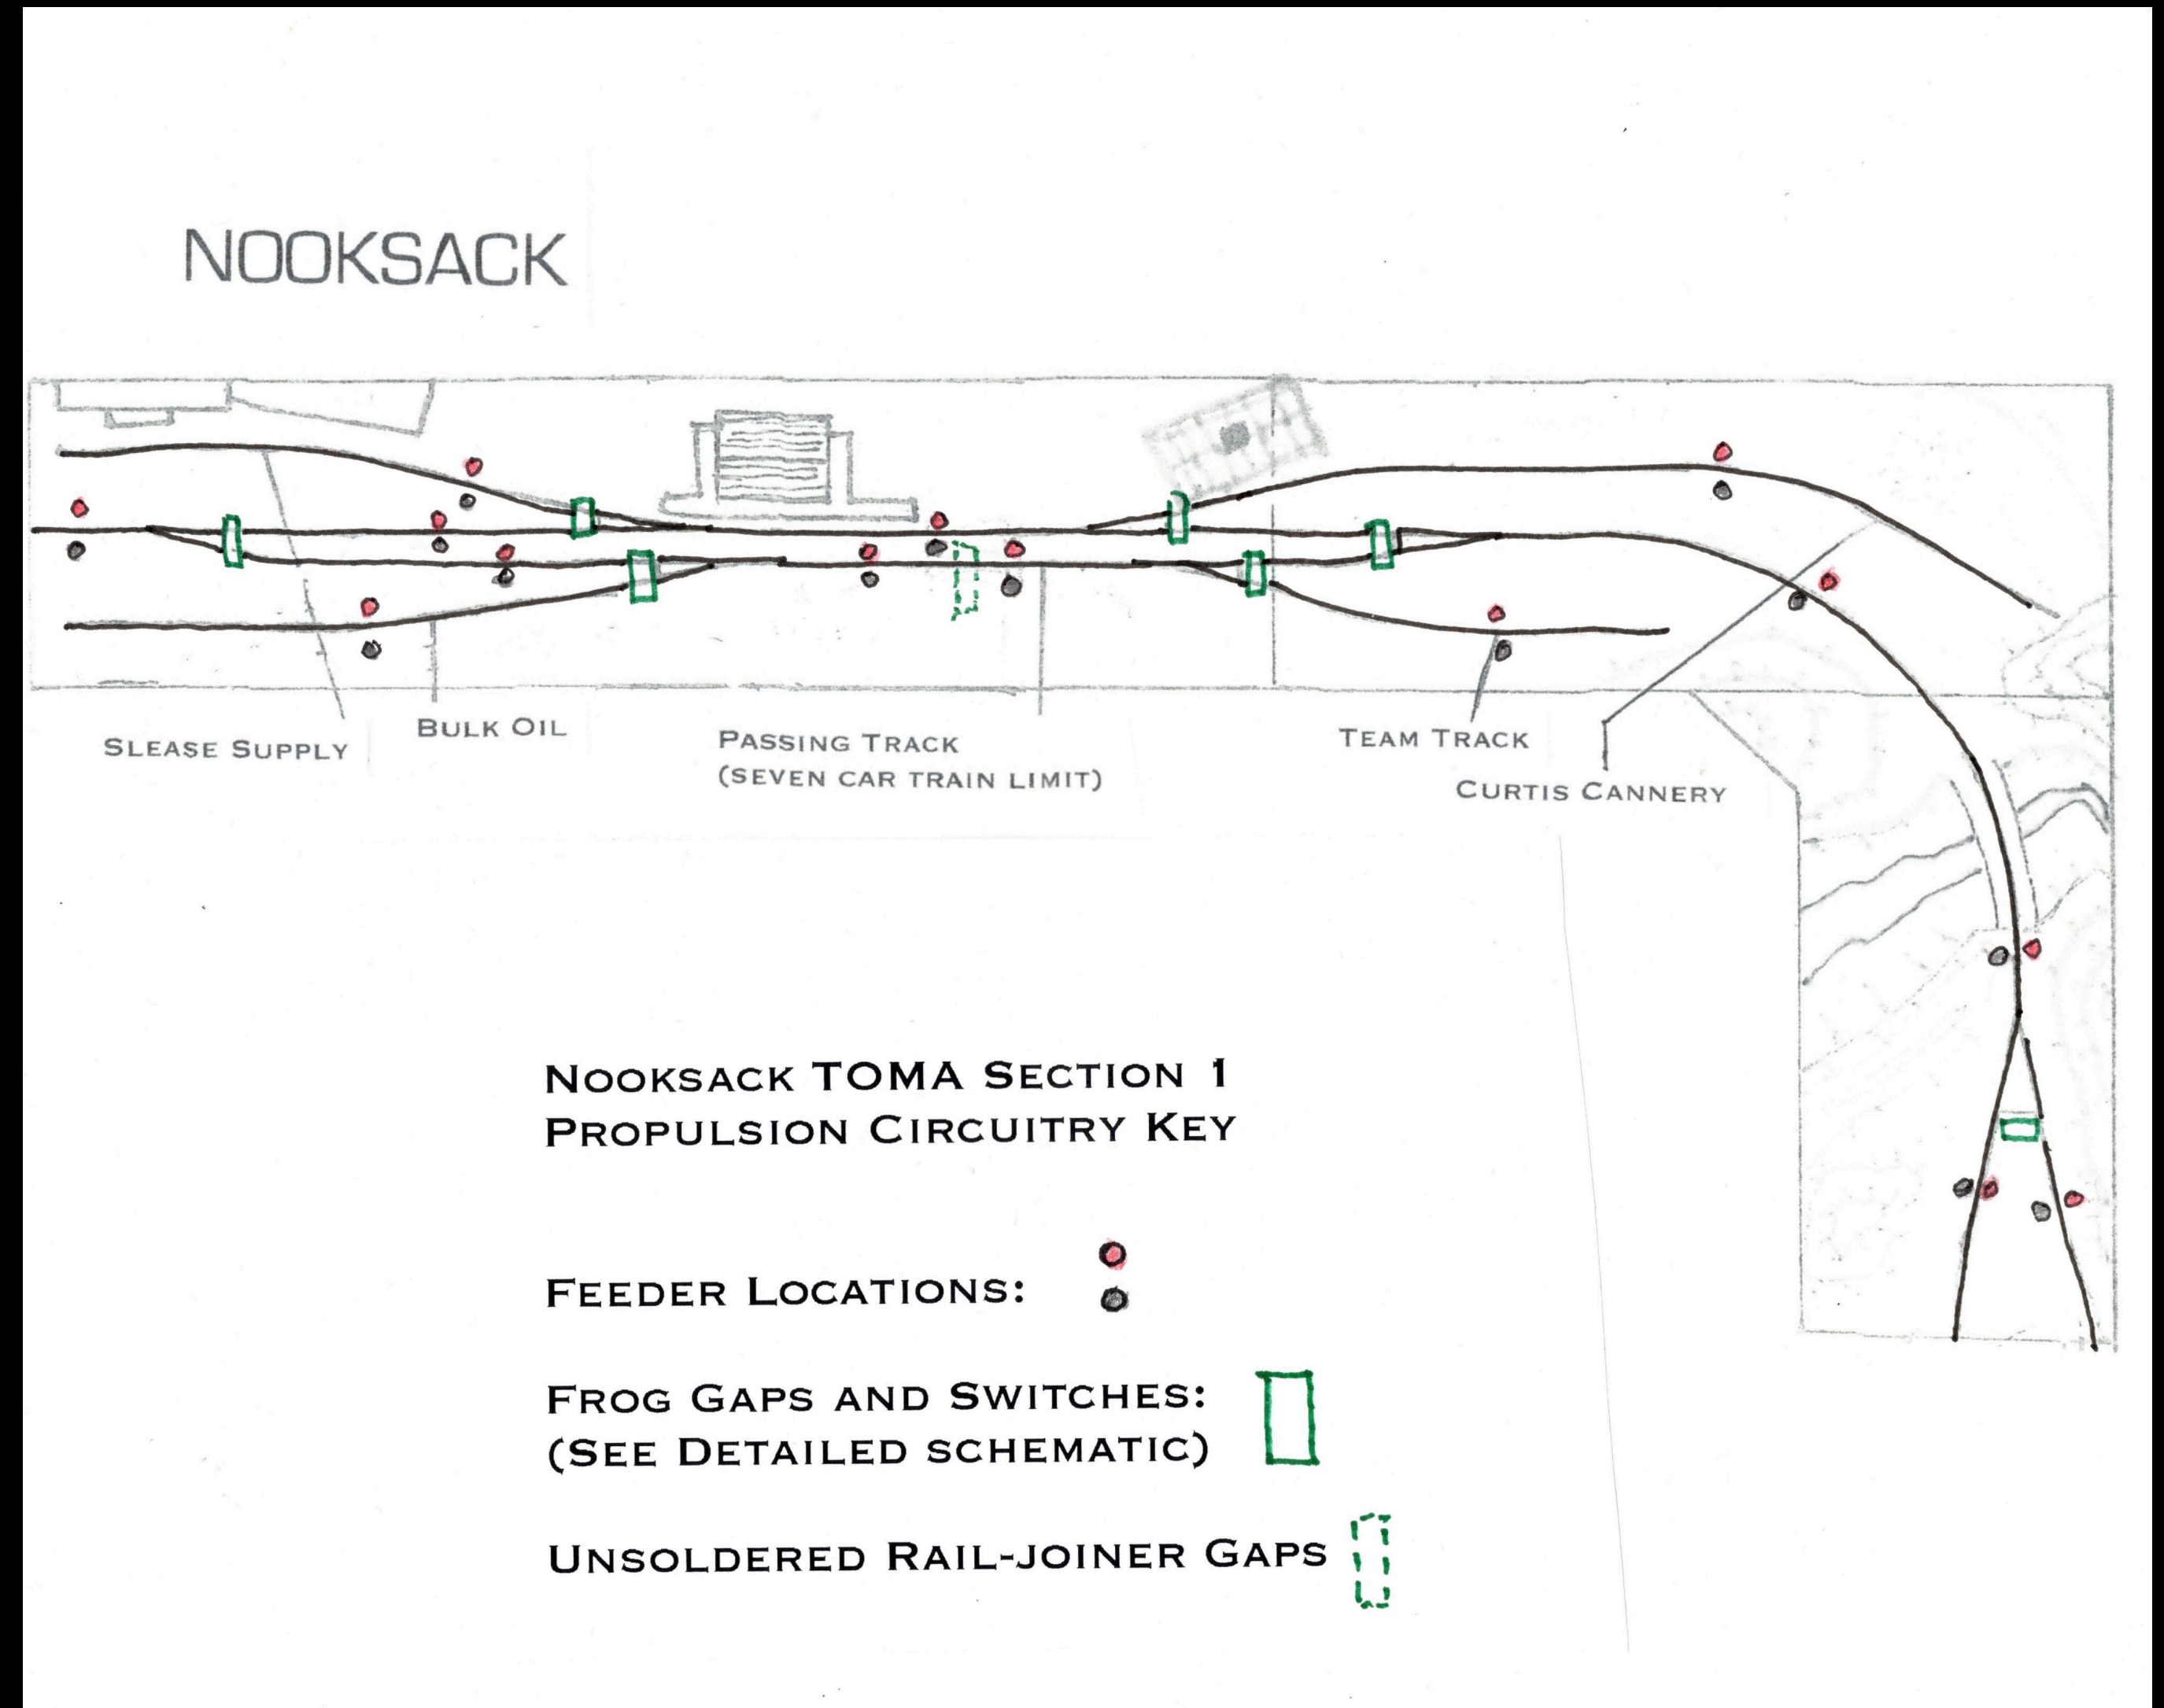 NOOKSACK
SLEASE SUPPLY
BULK OIL
PASSING TRACK
(SEVEN CAR TRAIN LIMIT)
TEAM TRACK
CURTIS CANNERY
NOOKSACK TOMA SECTION 1
PROPULSION CIRCUITRY KEY
FEEDER LOCATIONS:
FROG GAPS AND SWITCHES:
(SEE DETAILED SCHEMATIC)
UNSOLDERED RAIL-JOINER GAPS